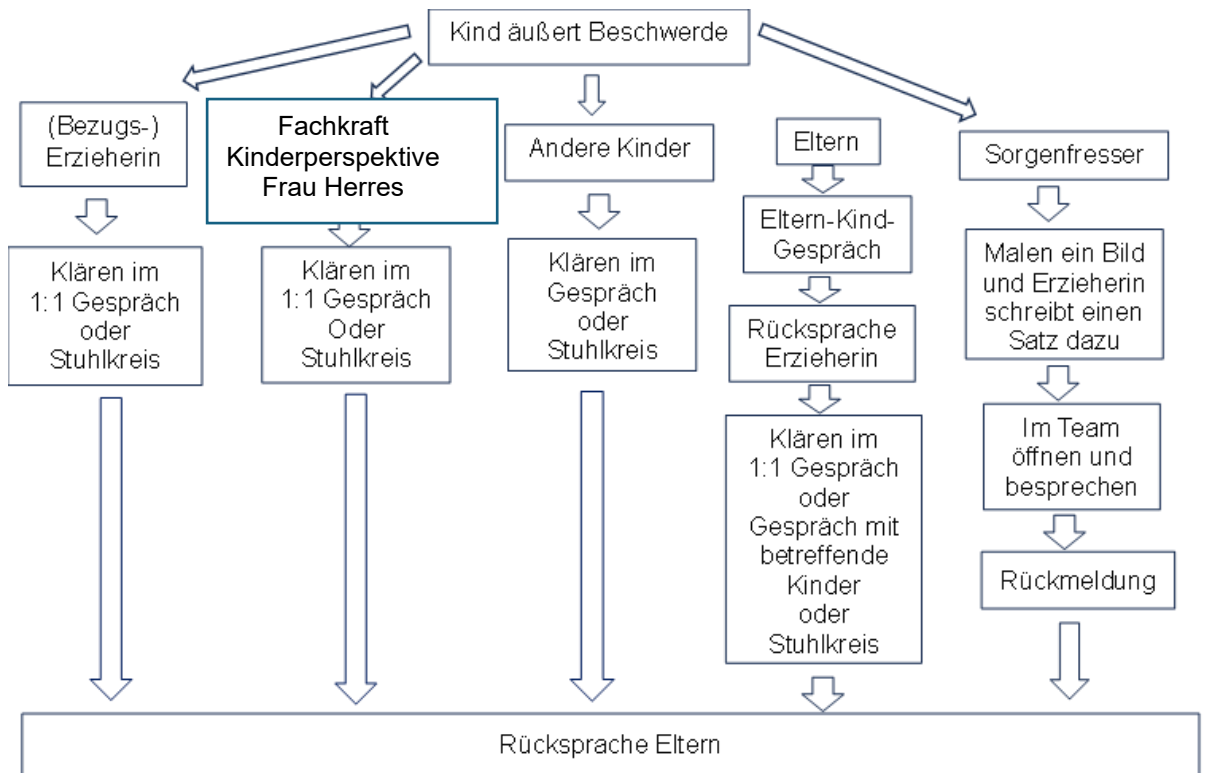 Kind äußert Beschwerde
(Bezugs-)
Erzieherin
Klären im
1:1 Gespräch
oder
Stuhlkreis
Fachkraft
Kinderperspektive
Frau Herres
Klären im
1:1 Gespräch
Oder
Stuhlkreis
Andere Kinder
Klären im
Gespräch
oder
Stuhlkreis
Eltern
Eltern-Kind-
Gespräch
Rücksprache
Erzieherin
Klären im
1:1 Gespräch
oder
Gespräch mit
betreffende
Kinder
oder
Stuhlkreis
Sorgenfresser
Malen ein Bild
und Erzieherin
schreibt einen
Satz dazu
Im Team
öffnen und
besprechen
Rückmeldung
Rücksprache Eltern